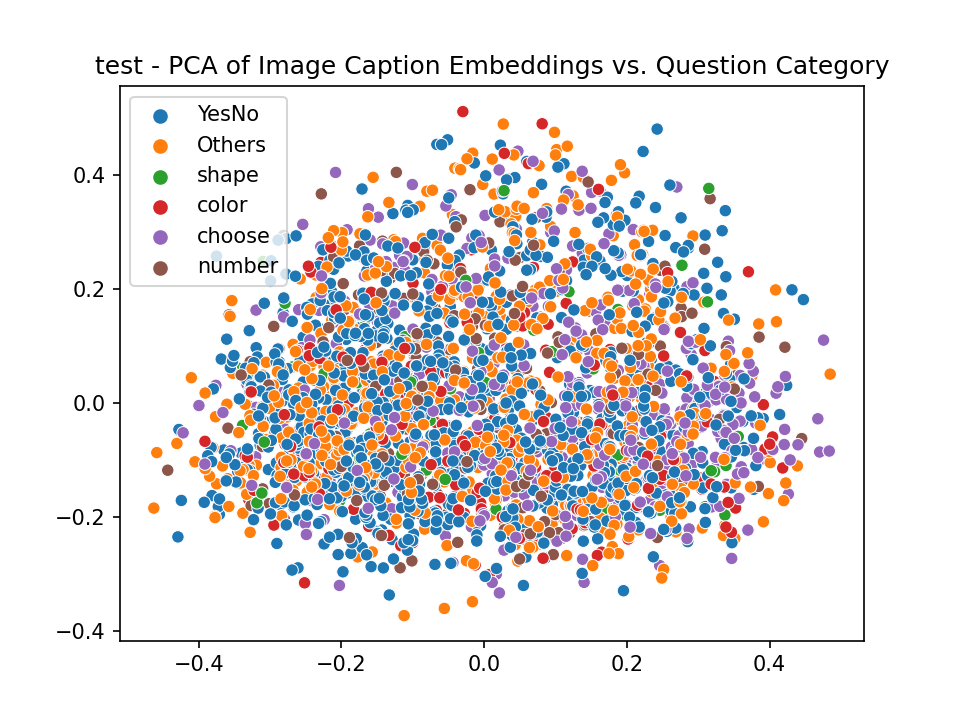 test - PCA of Image Caption Embeddings vs. Question Category
YesNo
Others
shape
color
choose
number
0.4
0.2
0.0
−0.2
−0.4
−0.4
−0.2
0.0
0.2
0.4